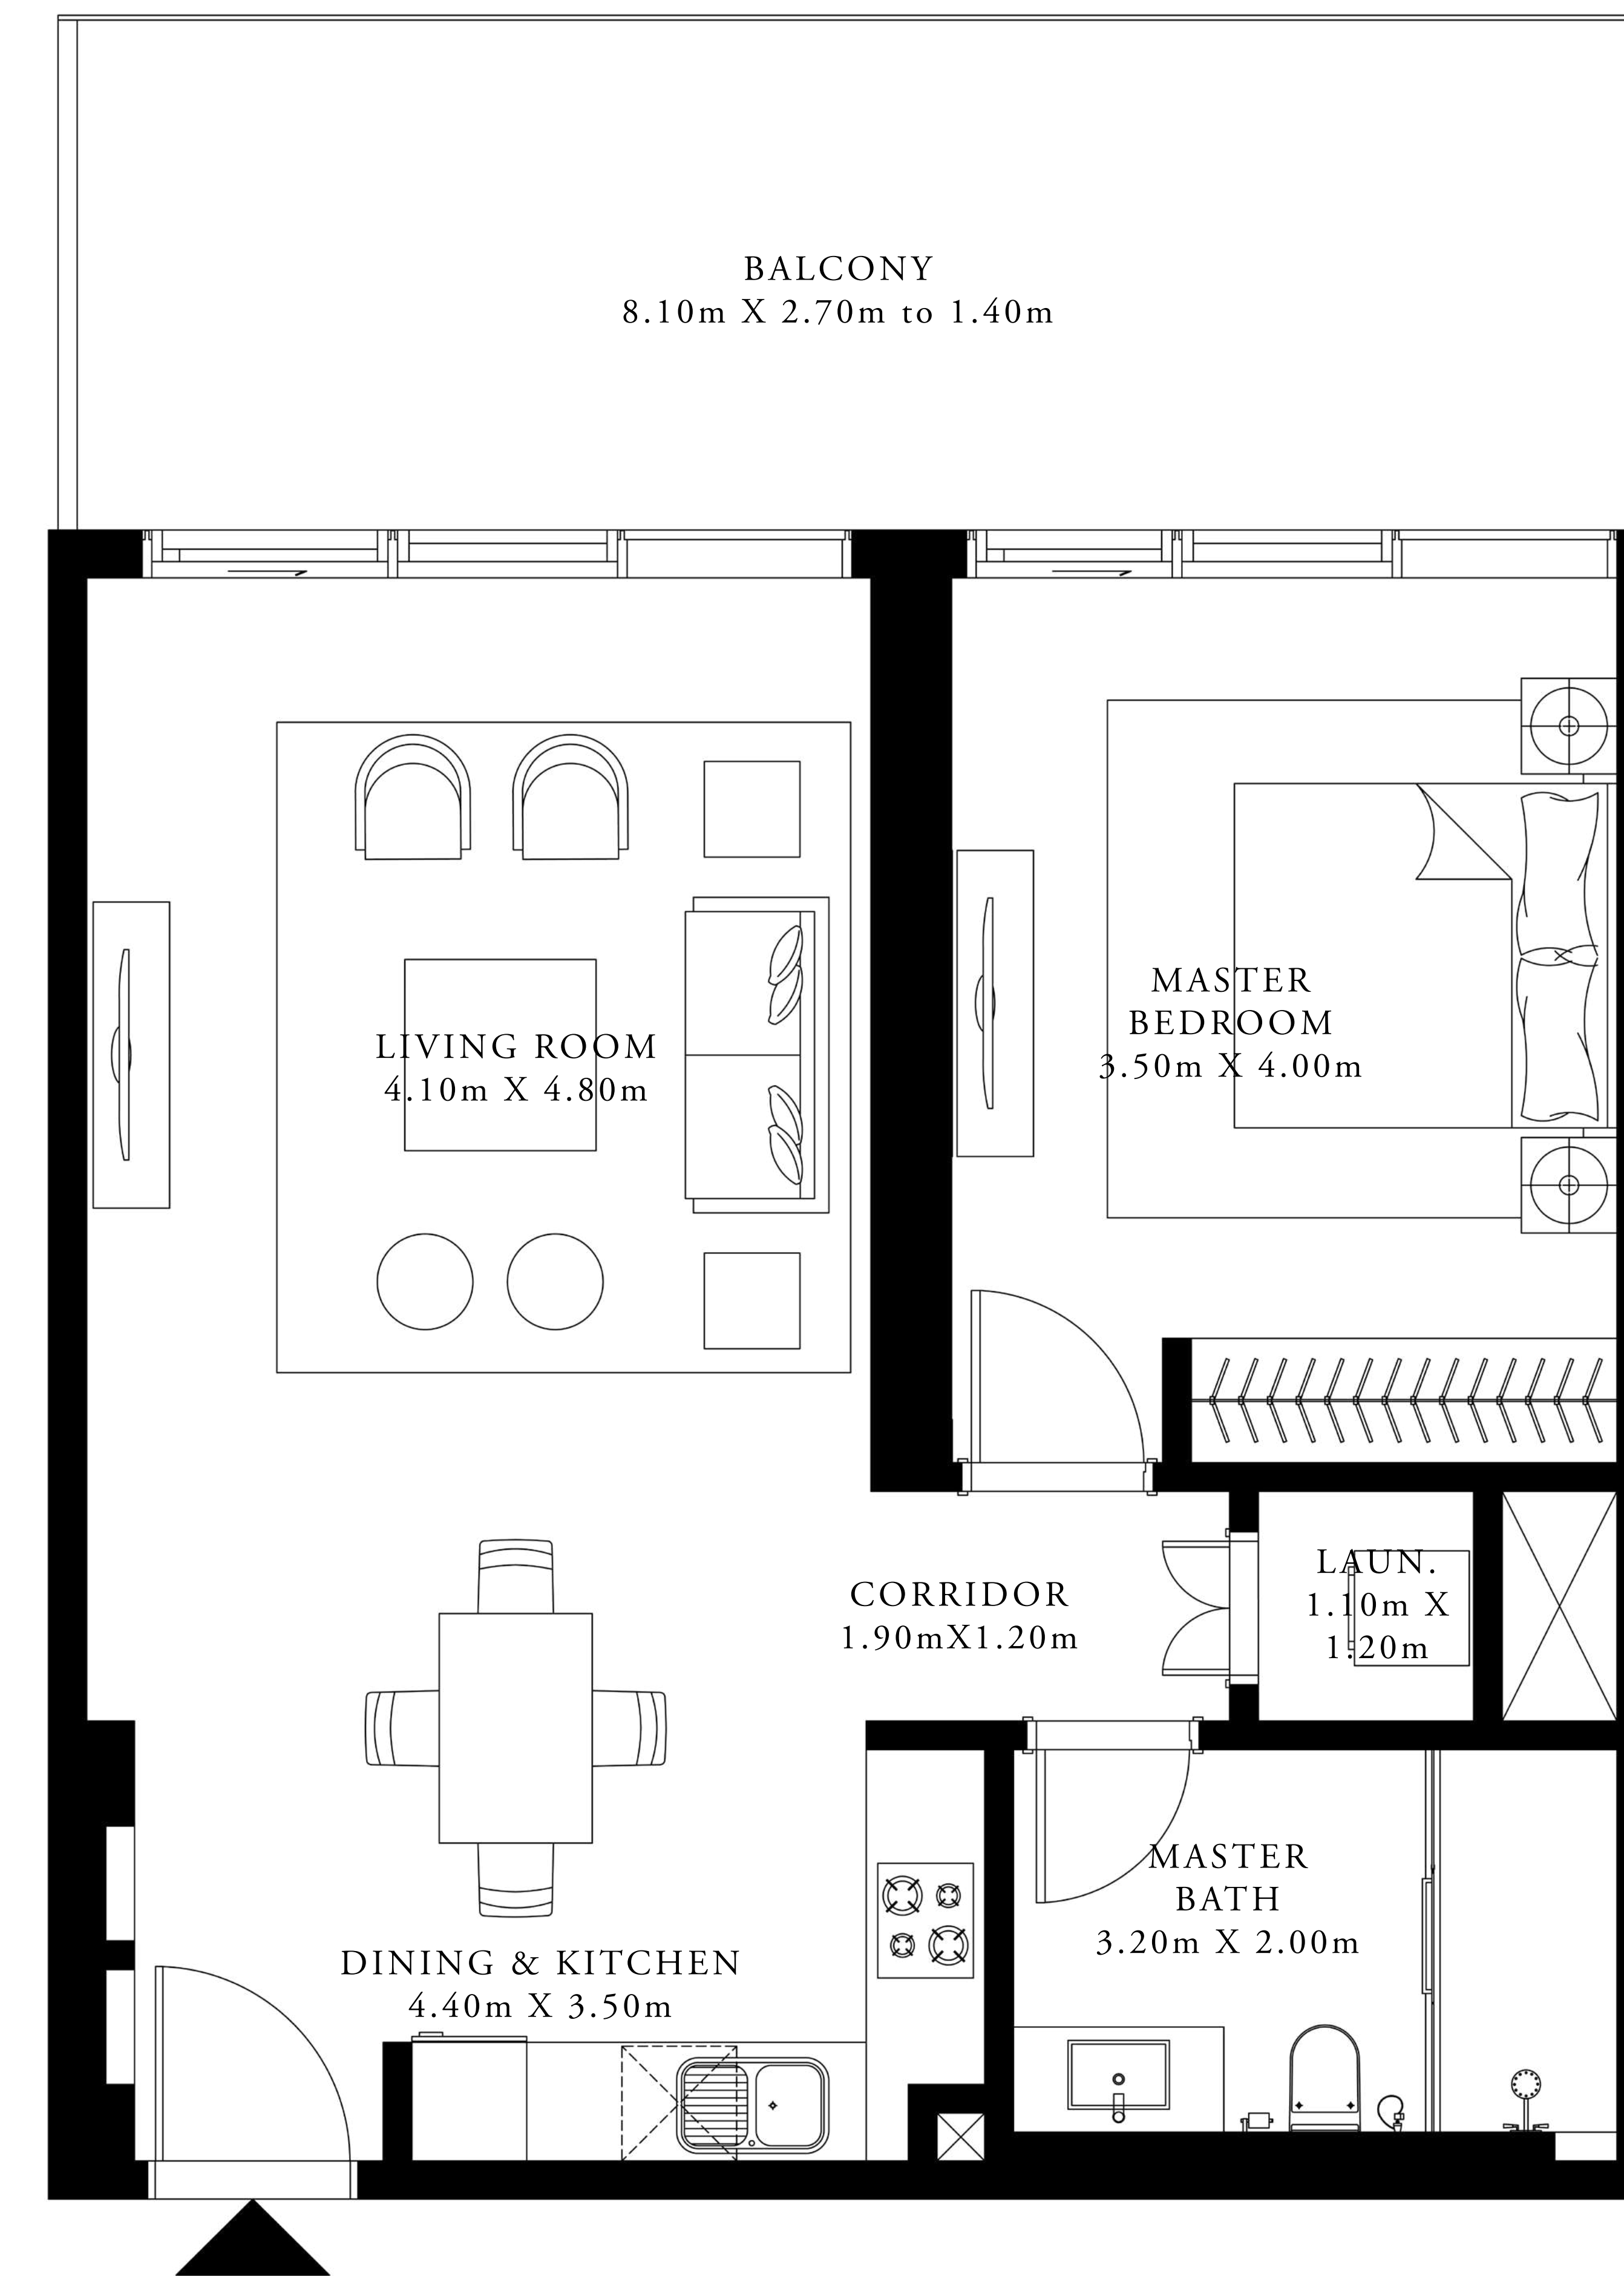 BALCONY
8.10m X 2.70m to 1.40m
MASTER
BEDROOM
3.50m X 4.00m
LIVING ROOM
4.10m X 4.80m
LAUN.
1.10m X
1.20m
CORRIDOR
1.90mX1.20m
MASTER
BATH
3.20m X 2.00m
DINING & KITCHEN
4.40m X 3.50m